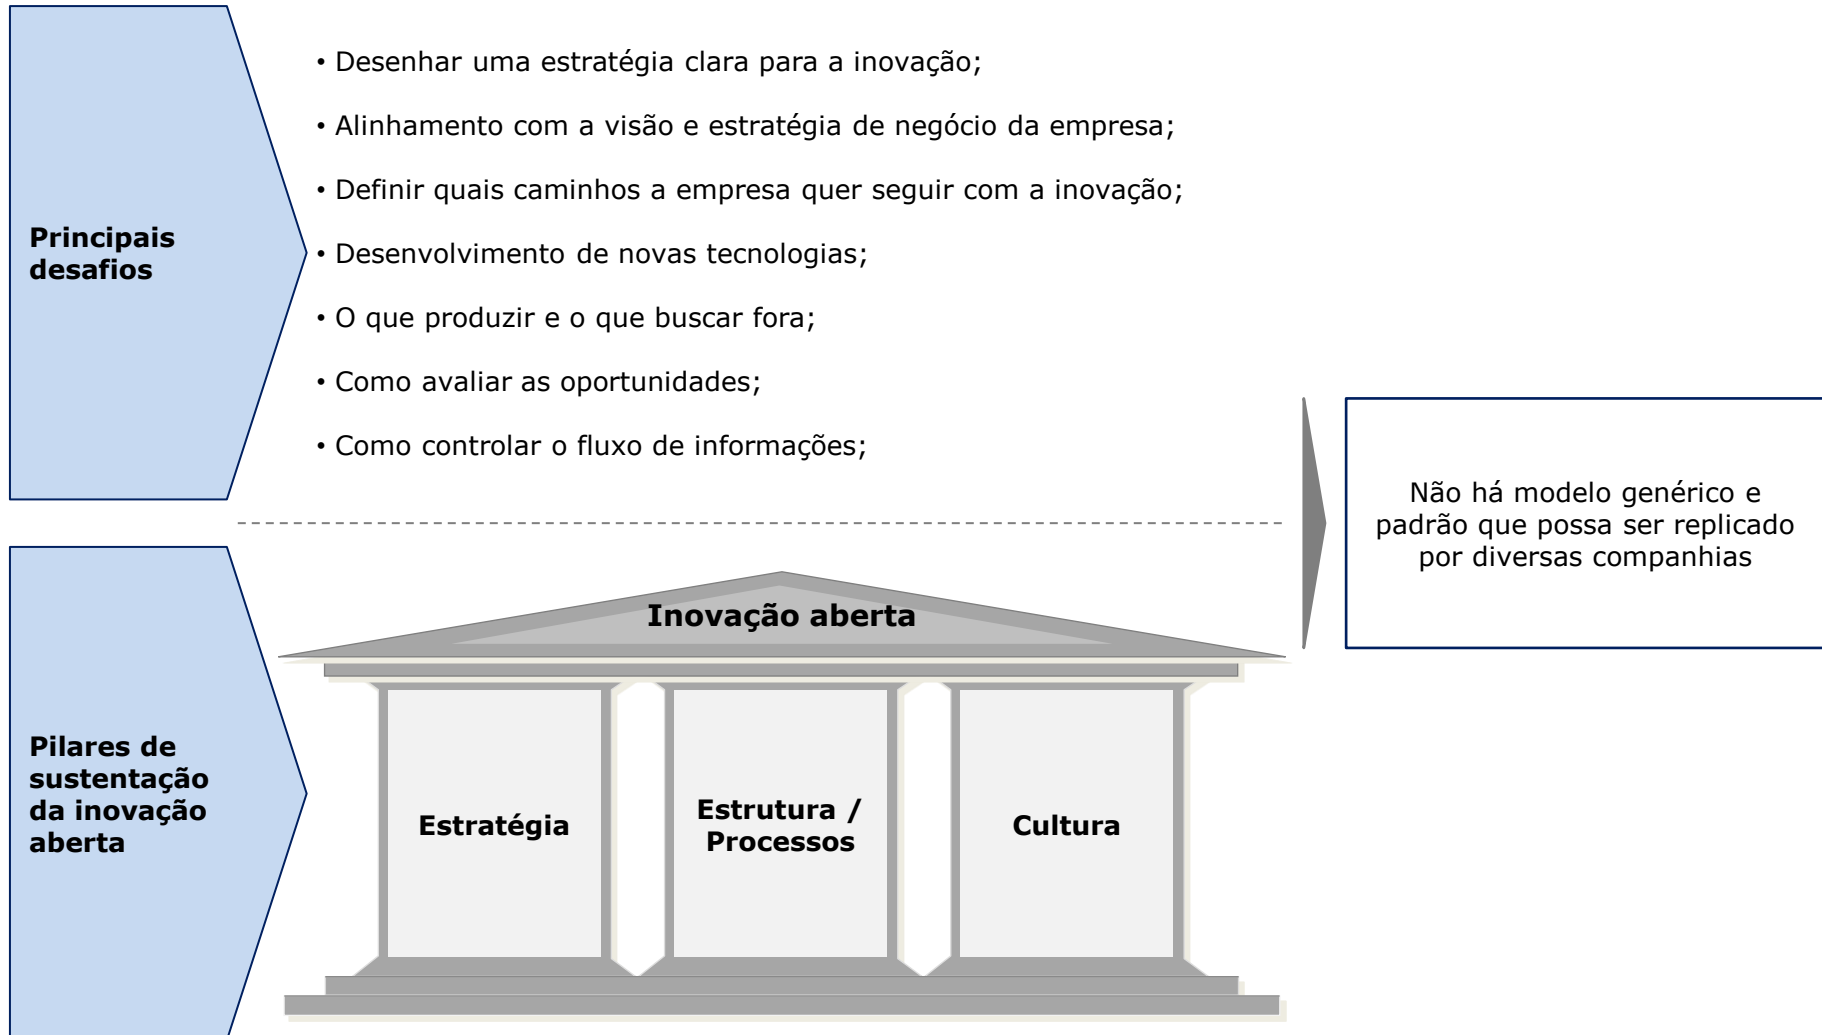 Principais
desafios
• Desenhar uma estratégia clara para a inovação;
• Alinhamento com a visão e estratégia de negócio da empresa;
• Definir quais caminhos a empresa quer seguir com a inovação;
• Desenvolvimento de novas tecnologias;
• O que produzir e o que buscar fora;
• Como avaliar as oportunidades;
• Como controlar o fluxo de informações;
Não há modelo genérico e
padrão que possa ser replicado
por diversas companhias
Pilares de
sustentação
da inovação
aberta
Inovação aberta
Estratégia
Estrutura /
Processos
Cultura